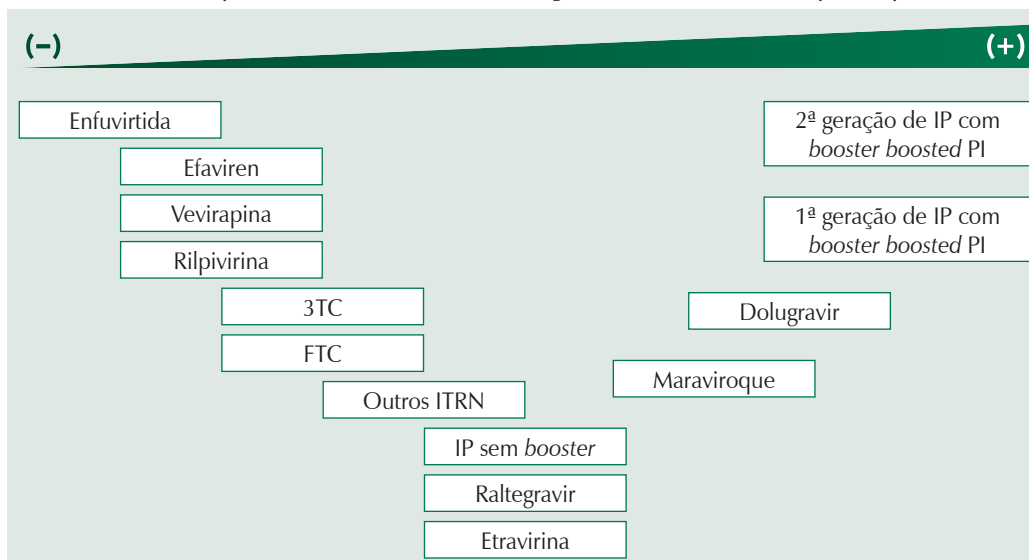 (-)
(+)
Enfuvirtida
2ª geração de IP com
booster boosted PI
Efaviren
Vevirapina
1ª geração de IP com
booster boosted PI
Rilpivirina
3TC
Dolugravir
FTC
Maraviroque
Outros ITRN
IP sem booster
Raltegravir
Etravirina